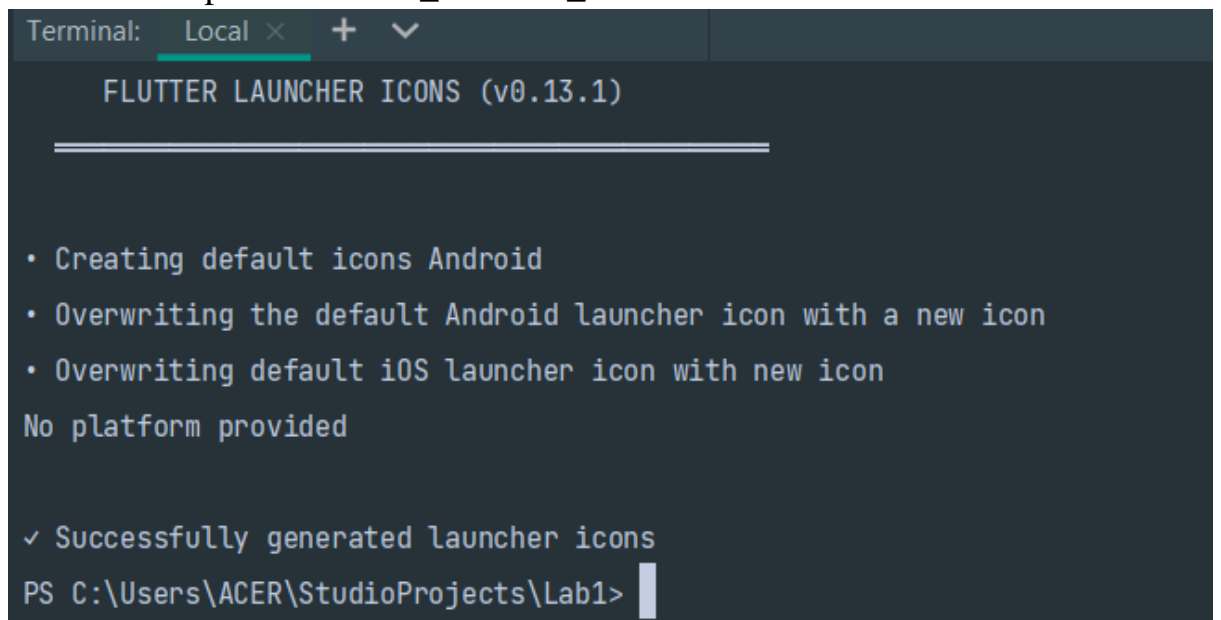 Terminal: Local × + ⌄
FLUTTER LAUNCHER ICONS (v0.13.1)
• Creating default icons Android
• Overwriting the default Android launcher icon with a new icon
• Overwriting default iOS launcher icon with new icon
No platform provided
✓ Successfully generated launcher icons
PS C:\Users\ACER\StudioProjects\Lab1>